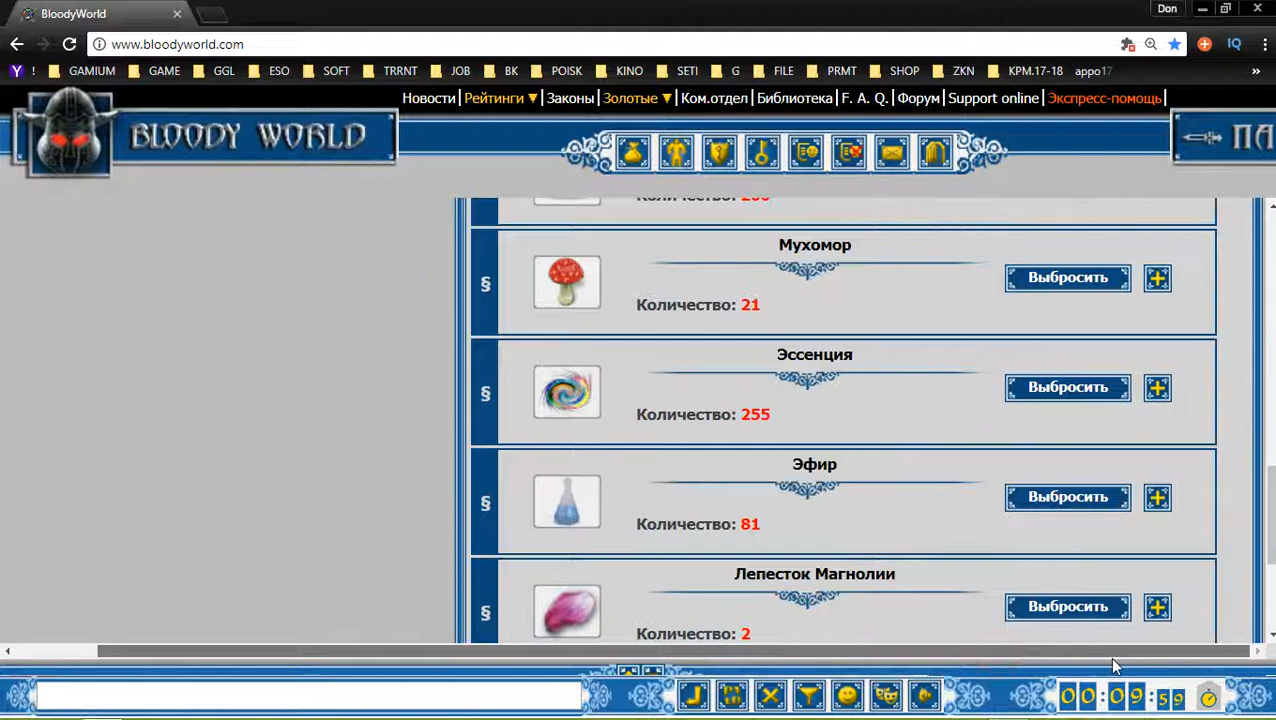 BloodyWorld
Don
www.bloodyworld.com
IQ
Y ! GAMIUM GAME GGL ESO SOFT TRRNT JOB BK POISK KINO SETI G FILE PRMT SHOP ZKN KPM.17-18 appo17 »
Новости | Рейтинги ▼ | Законы | Золотые ▼ | Ком.отдел | Библиотека | F. A. Q. | Форум | Support online | Экспресс-помощь |
BLOODY WORLD
ПА
Мухомор
§
Количество: 21
Выбросить
Эссенция
§
Количество: 255
Выбросить
Эфир
§
Количество: 81
Выбросить
Лепесток Магнолии
§
Количество: 2
Выбросить
00:09:59